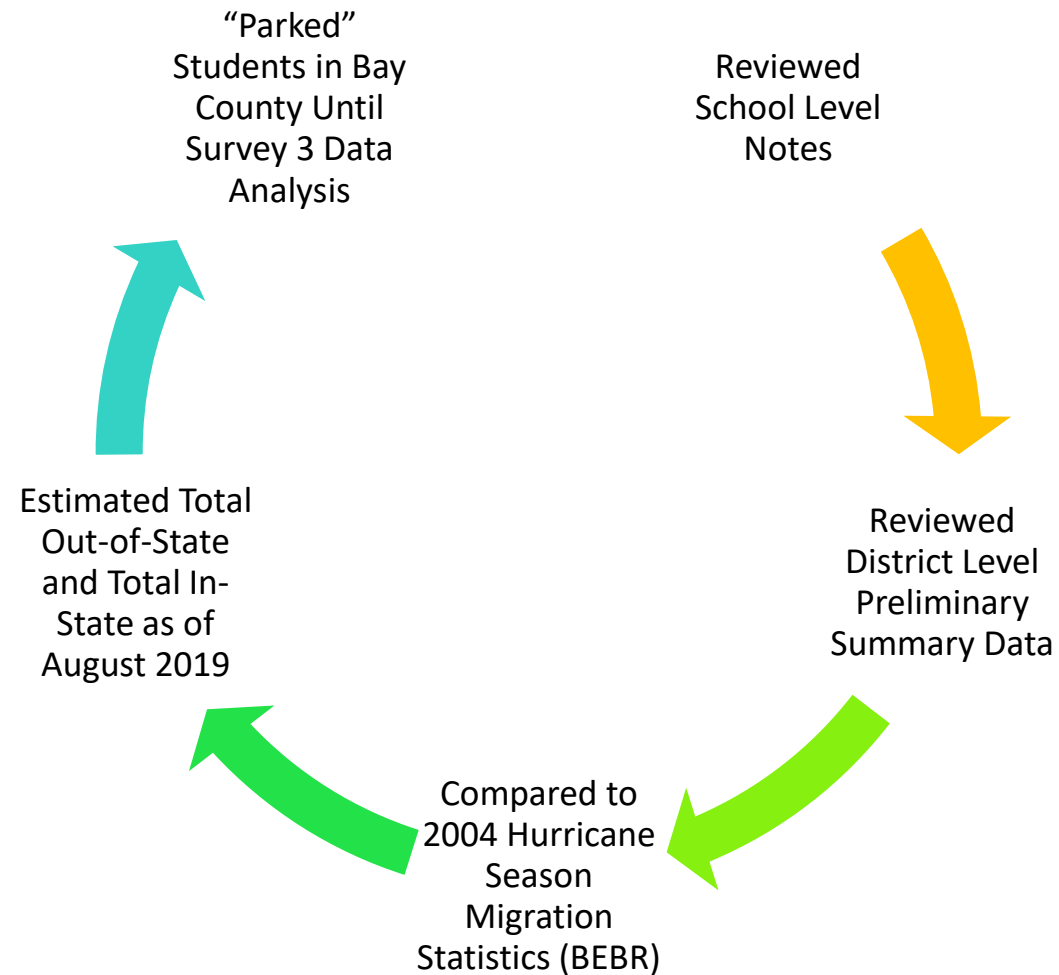 Reviewed
School Level
Notes
Reviewed
District Level
Preliminary
Summary Data
Compared to
2004 Hurricane
Season
Migration
Statistics (BEBR)
Estimated Total
Out-of-State
and Total In-
State as of
August 2019
“Parked”
Students in Bay
County Until
Survey 3 Data
Analysis